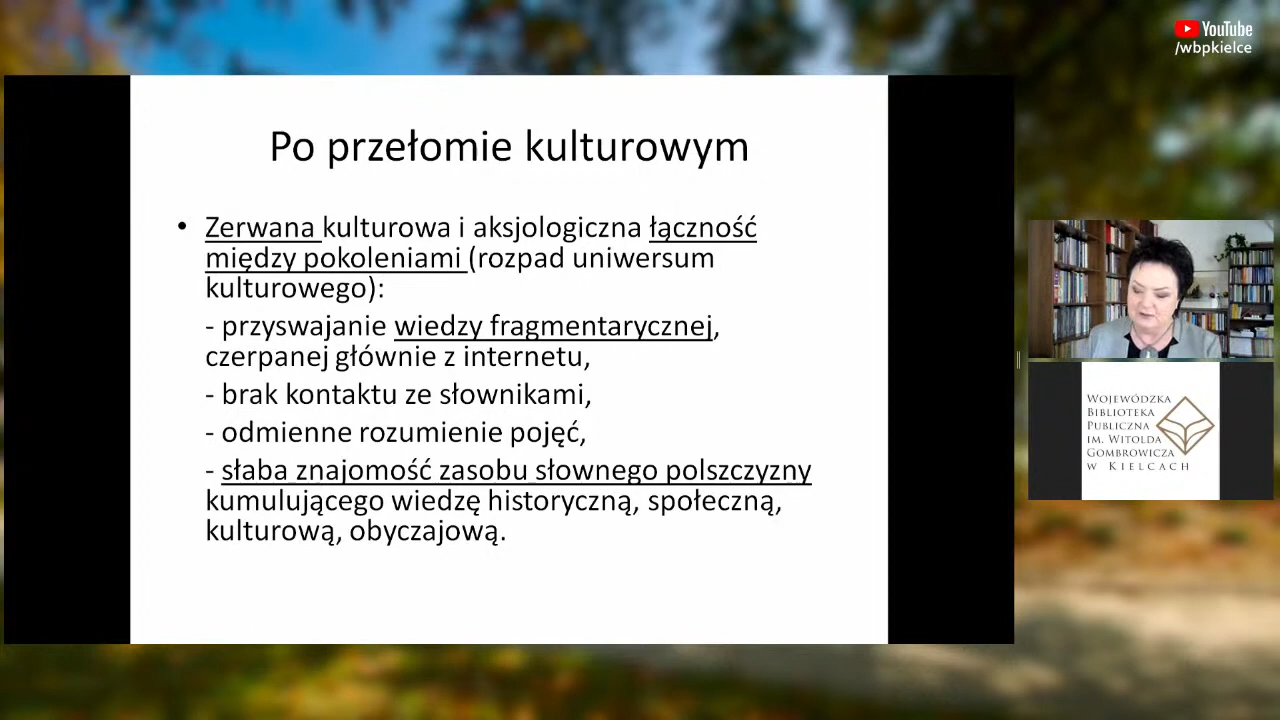 YouTube
/wbpkielce
Po przełomie kulturowym
• Zerwana kulturowa i aksjologiczna łączność
między pokoleniami (rozpad uniwersum
kulturowego):
- przyswajanie wiedzy fragmentarycznej,
czerpanej głównie z internetu,
- brak kontaktu ze słownikami,
- odmienne rozumienie pojęć,
- słaba znajomość zasobu słownego polszczyzny
kumulującego wiedzę historyczną, społeczną,
kulturową, obyczajową.
Wojewódzka
Biblioteka
Publiczna
im. Witolda
Gombrowicza
w Kielcach